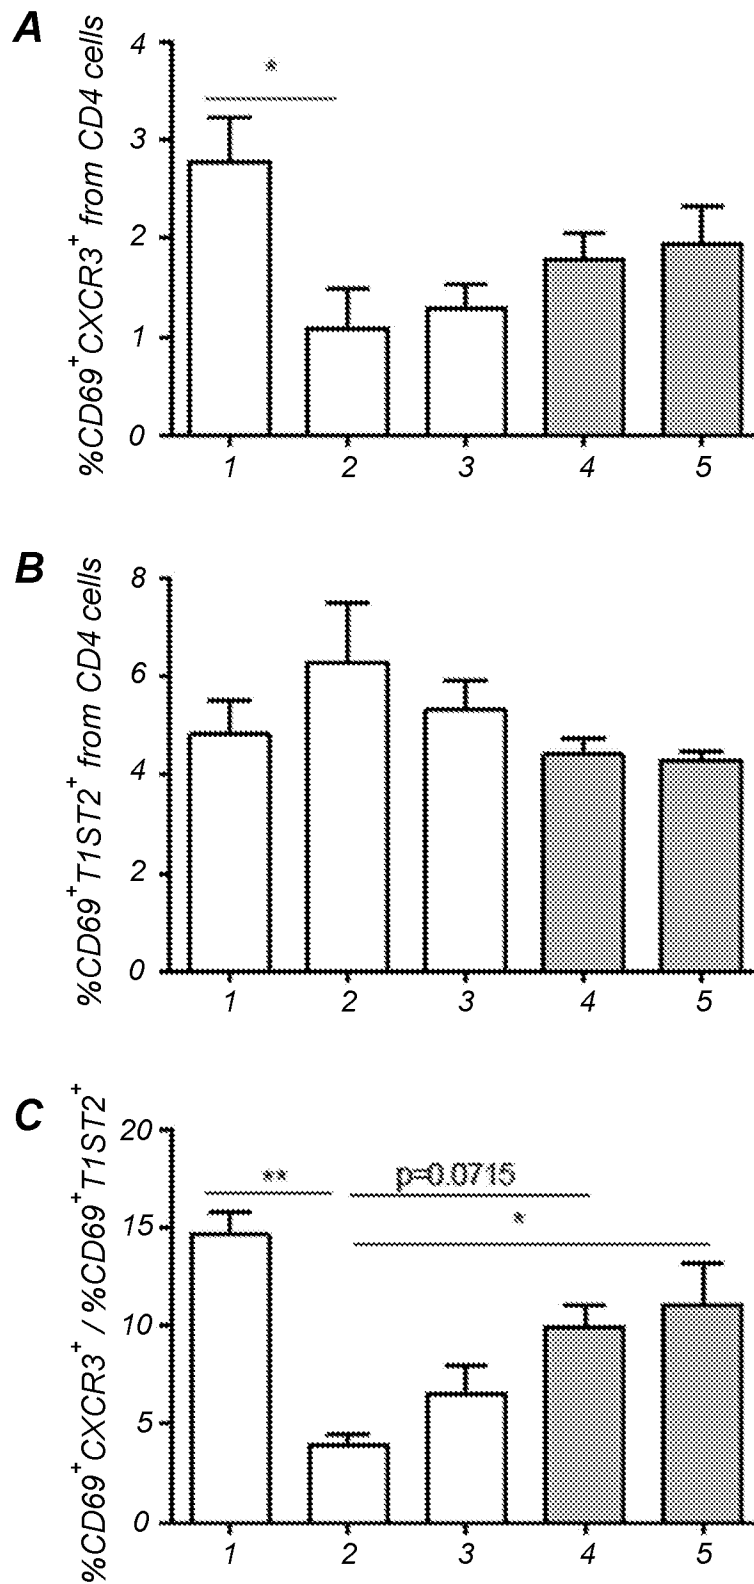 A
%CD69+CXCR3+ from CD4 cells
4
*
3
2
1
0
1 2 3 4 5
B
%CD69+T1ST2+ from CD4 cells
8
6
4
2
0
1 2 3 4 5
C
%CD69+CXCR3+ / %CD69+T1ST2+
20
** p=0.0715
*
15
10
5
0
1 2 3 4 5